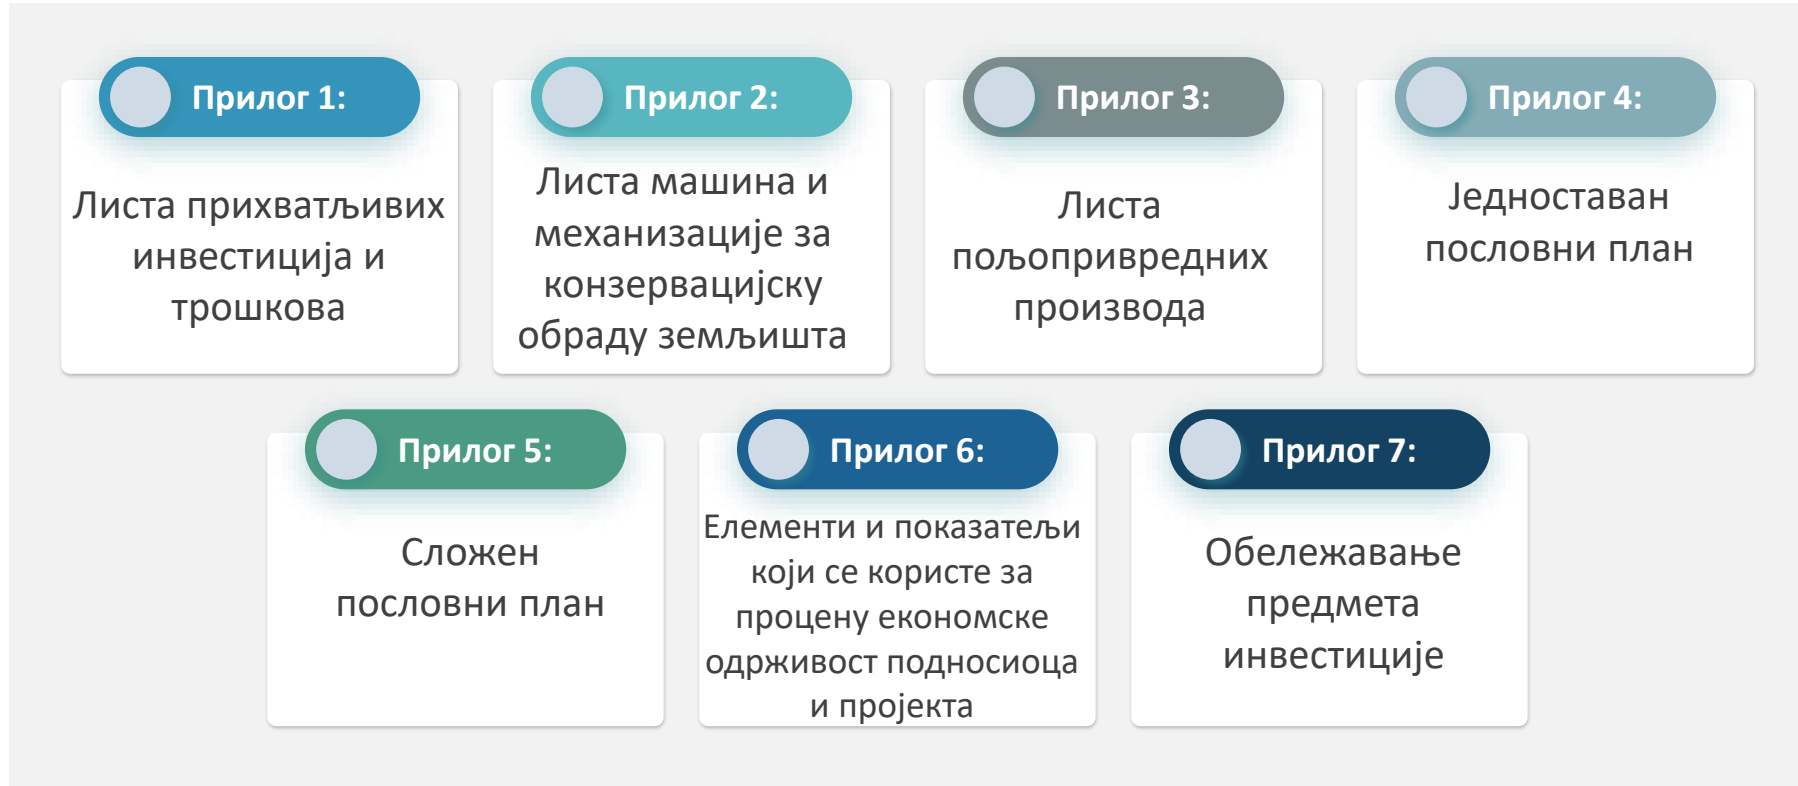 Прилог 1:
Листа прихватљивих
инвестиција и
трошкова
Прилог 2:
Листа машина и
механизације за
конзервацијску
обраду земљишта
Прилог 3:
Листа
пољопривредних
производа
Прилог 4:
Једноставан
пословни план
Прилог 5:
Сложен
пословни план
Прилог 6:
Елементи и показатељи
који се користе за
процену економске
одрживост подносиоца
и пројекта
Прилог 7:
Обележавање
предмета
инвестиције